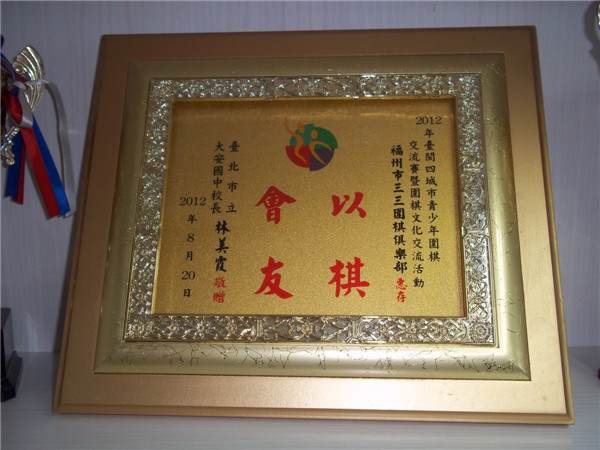 2012年臺閩四城市青少年圍棋
交流賽暨圍棋文化交流活動
福州市三三圍棋俱樂部 惠存
以棋
會友
臺北市立
大安國中校長 林美霞 敬贈
2012年8月20日